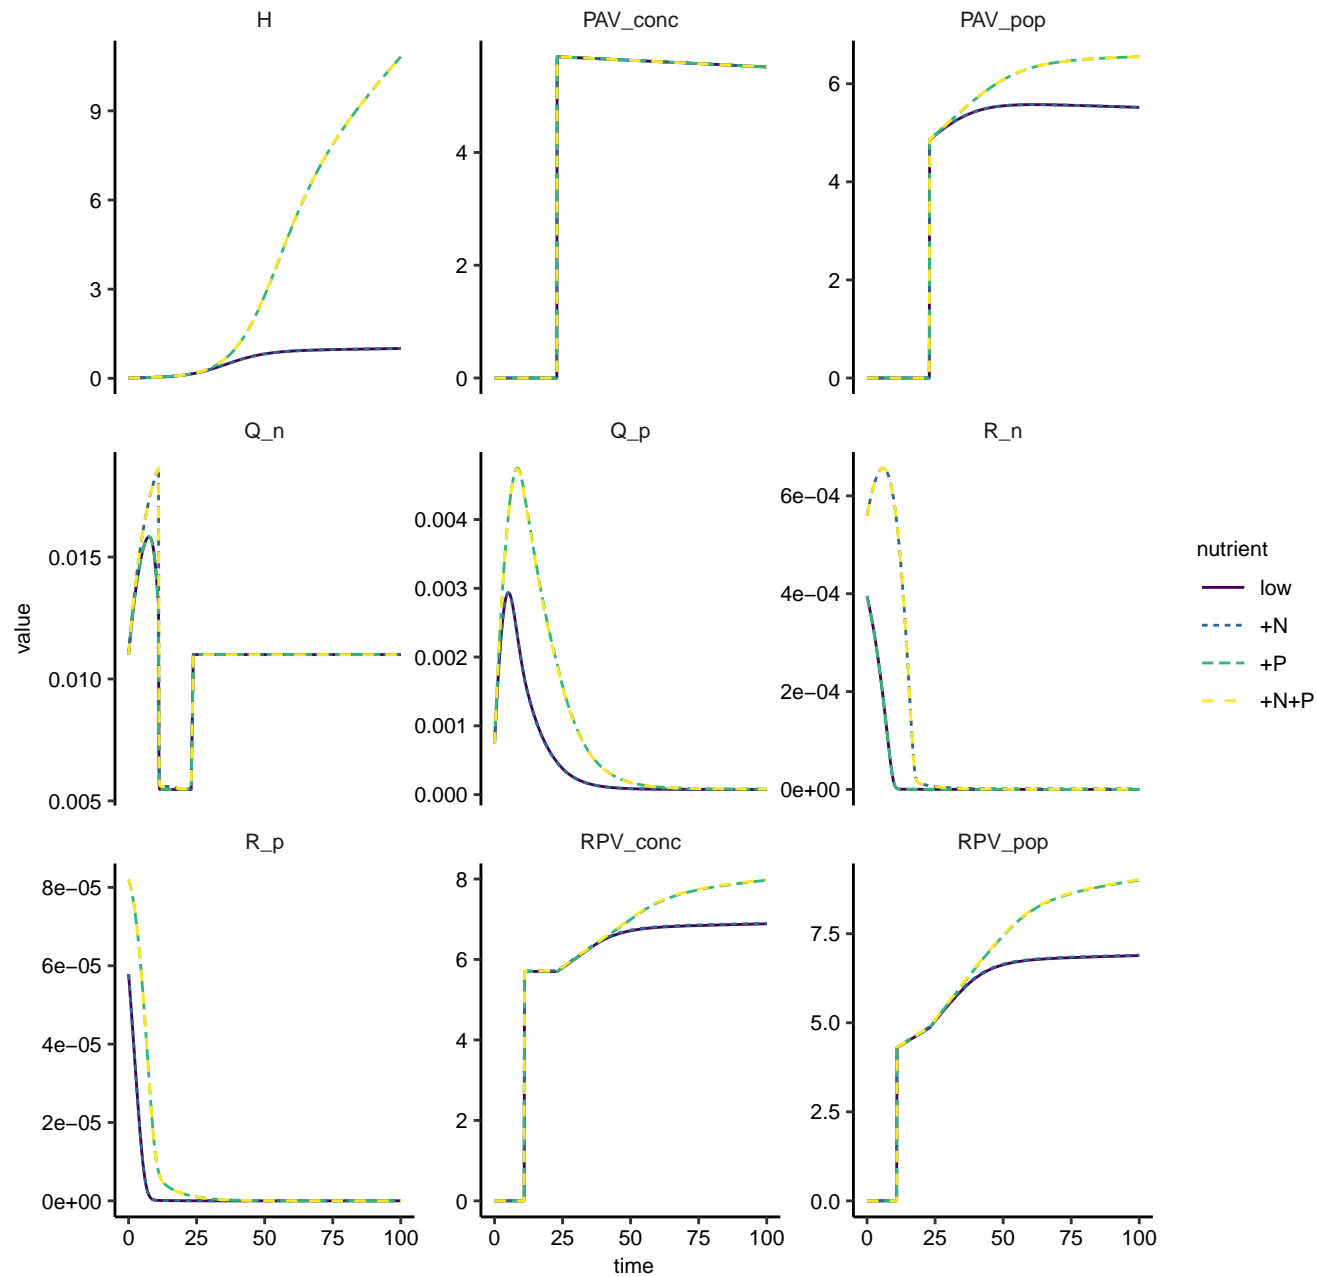 H
PAV_conc
PAV_pop
9
6
3
0
4
2
0
6
4
2
0
Q_n
Q_p
R_n
0.015
0.010
0.005
0.004
0.003
0.002
0.001
0.000
6e−04
4e−04
2e−04
0e+00
R_p
RPV_conc
RPV_pop
8e−05
6e−05
4e−05
2e−05
0e+00
8
6
4
2
0
7.5
5.0
2.5
0.0
0 25 50 75 100
0 25 50 75 100
0 25 50 75 100
time
value
nutrient
low
+N
+P
+N+P